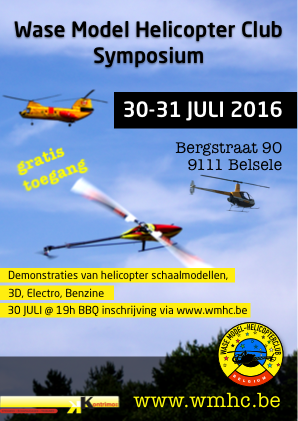 Wase Model Helicopter Club
Symposium
30-31 JULI 2016
Bergstraat 90
9111 Belsele
gratis
toegang
Demonstraties van helicopter schaalmodellen,
3D, Electro, Benzine
30 JULI @ 19h BBQ inschrijving via www.wmhc.be
WASE MODEL-HELICOPTERCLUB
BELGIUM
www.wmhc.be